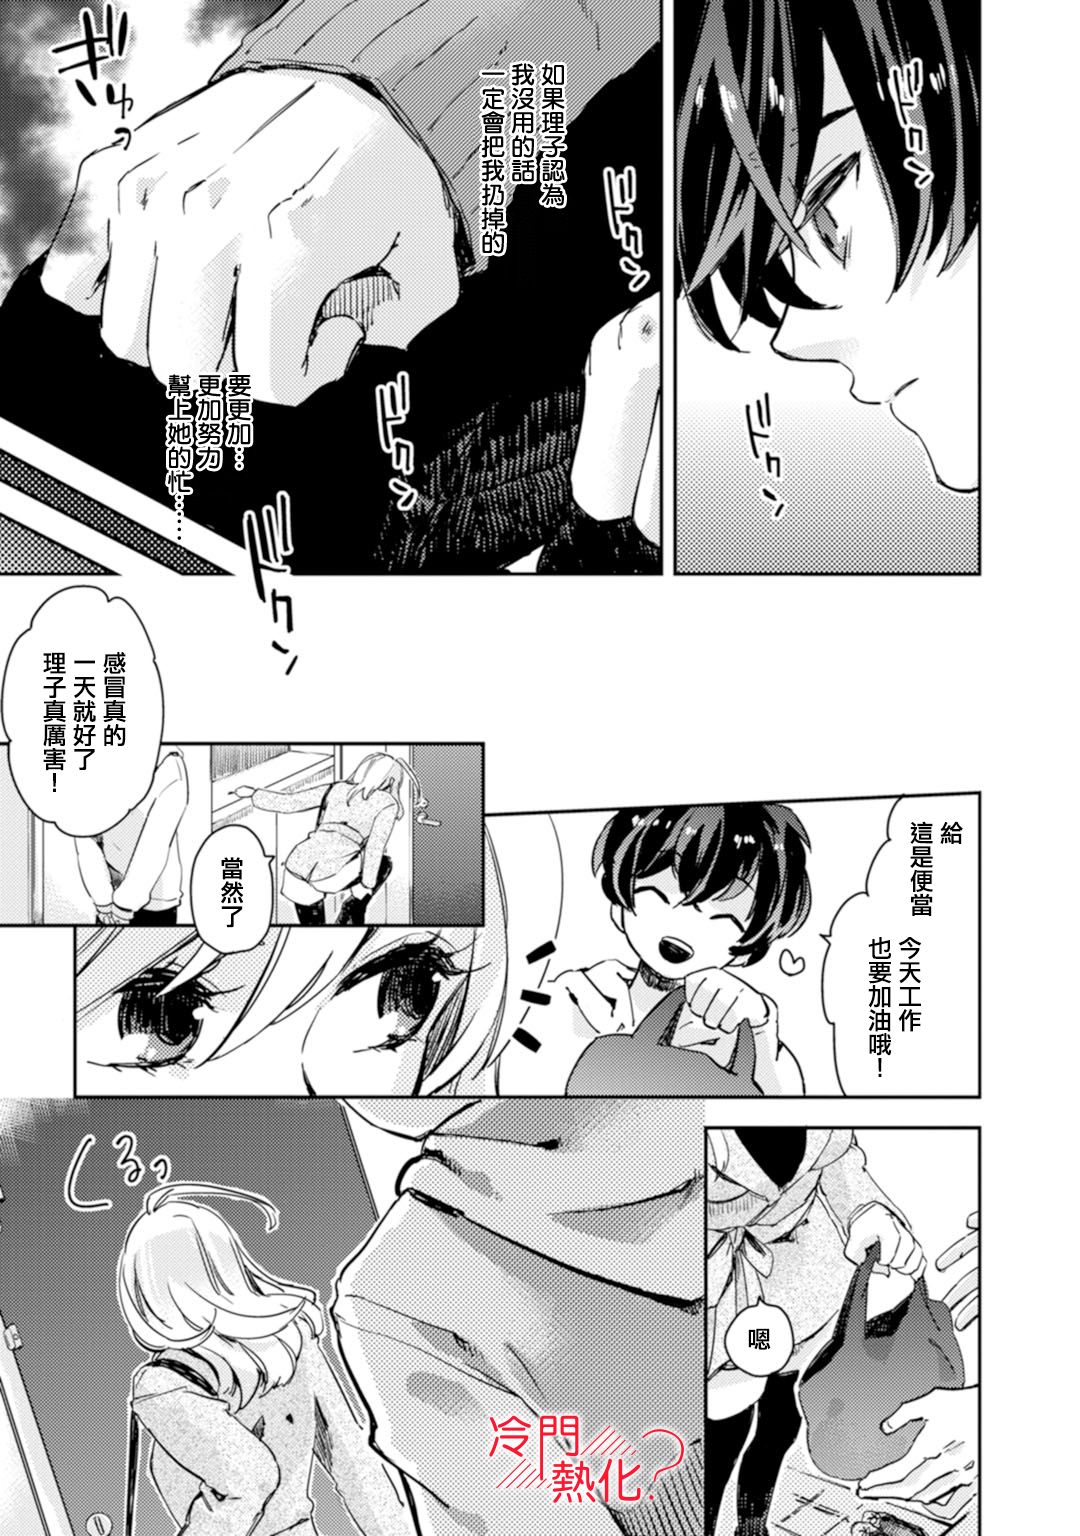 ドクン
ドクン
如果理子認為
我沒用的話
一定會把我扔掉的
ドクン
ぎゅっ
要更加…
更加努力
幫上她的忙……
ドクン
ドクン
感冒真的
一天就好了
理子真厲害！
當然了
給
這是便當
今天工作
也要加油哦！
嗯
くるっ
冷門
熱化?